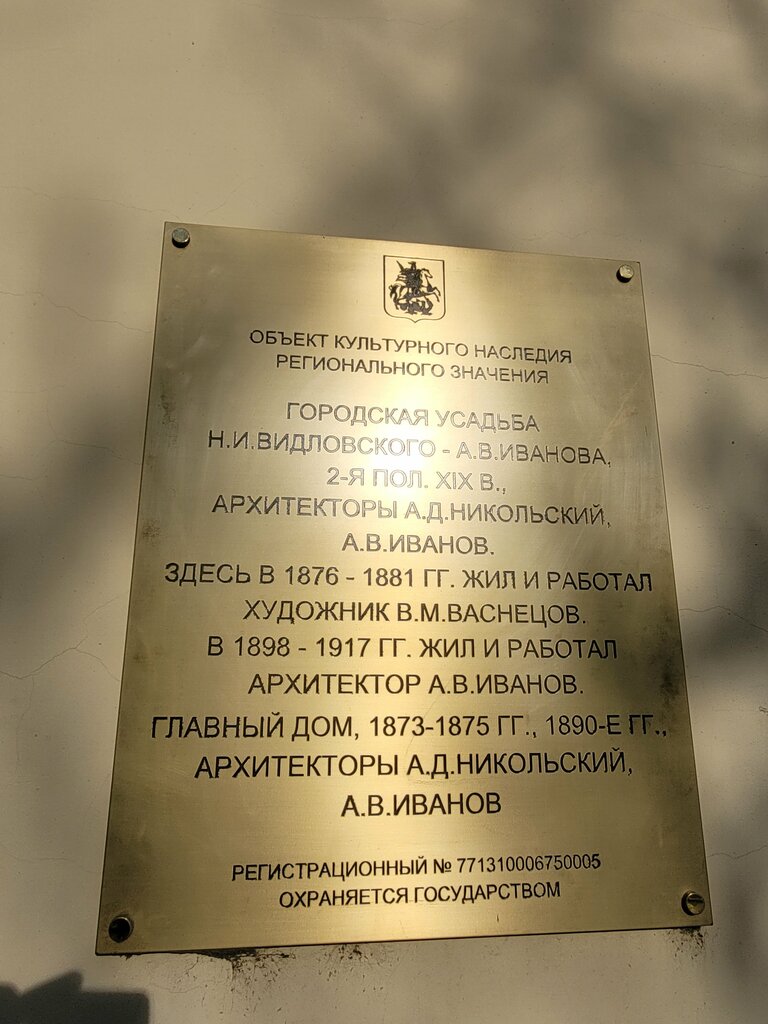 ОБЪЕКТ КУЛЬТУРНОГО НАСЛЕДИЯ
РЕГИОНАЛЬНОГО ЗНАЧЕНИЯ
ГОРОДСКАЯ УСАДЬБА
Н.И.ВИДЛОВСКОГО - А.В.ИВАНОВА,
2-Я ПОЛ. XIX В.,
АРХИТЕКТОРЫ А.Д.НИКОЛЬСКИЙ,
А.В.ИВАНОВ.
ЗДЕСЬ В 1876 - 1881 ГГ. ЖИЛ И РАБОТАЛ
ХУДОЖНИК В.М.ВАСНЕЦОВ.
В 1898 - 1917 ГГ. ЖИЛ И РАБОТАЛ
АРХИТЕКТОР А.В.ИВАНОВ.
ГЛАВНЫЙ ДОМ, 1873-1875 ГГ., 1890-Е ГГ.,
АРХИТЕКТОРЫ А.Д.НИКОЛЬСКИЙ,
А.В.ИВАНОВ
РЕГИСТРАЦИОННЫЙ № 771310006750005
ОХРАНЯЕТСЯ ГОСУДАРСТВОМ